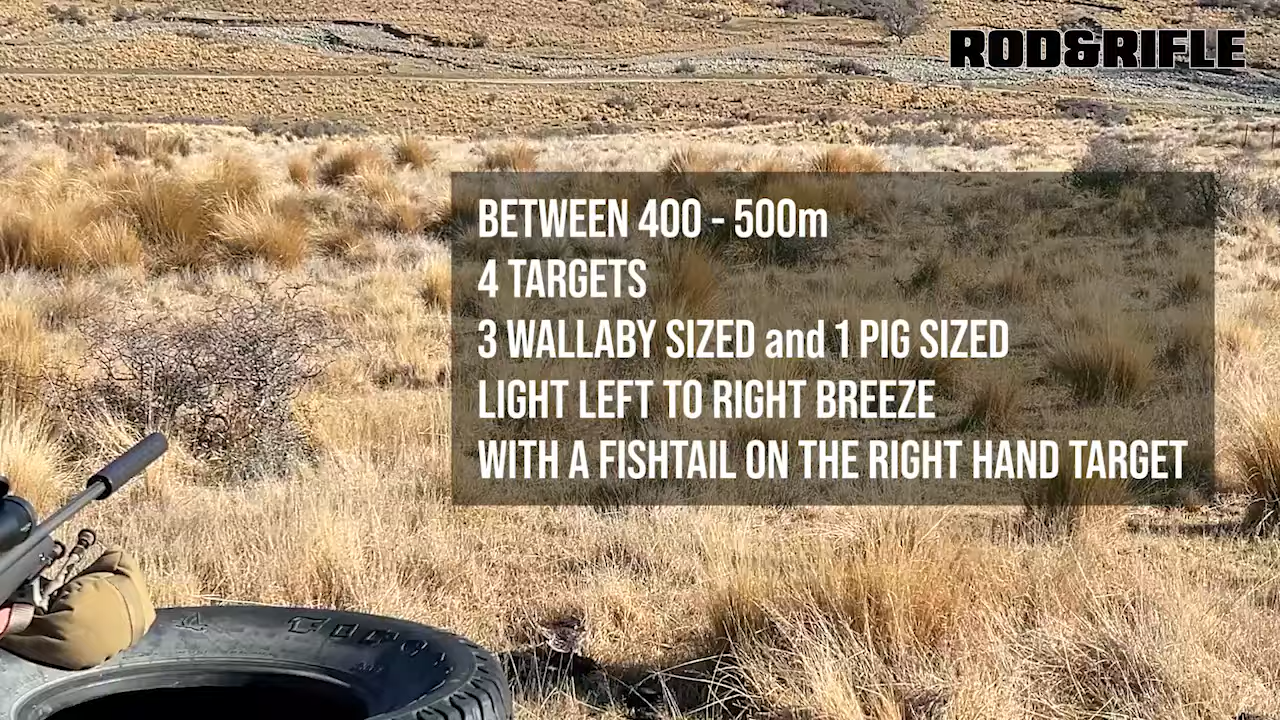 ROD&RIFLE
BETWEEN 400 - 500m
4 TARGETS
3 WALLABY SIZED and 1 PIG SIZED
LIGHT LEFT TO RIGHT BREEZE
WITH A FISHTAIL ON THE RIGHT HAND TARGET